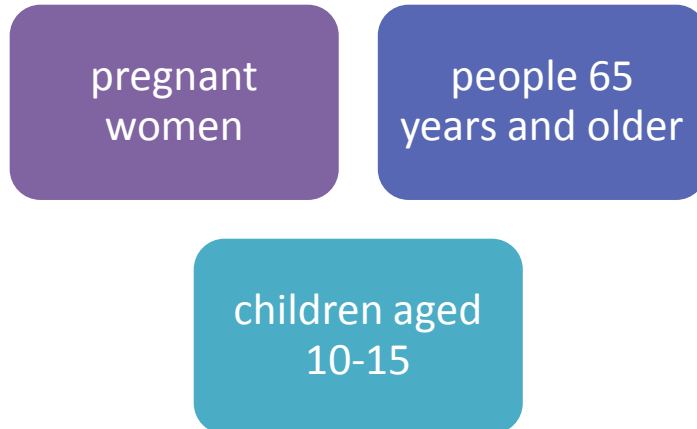 pregnant
women
people 65
years and older
children aged
10-15